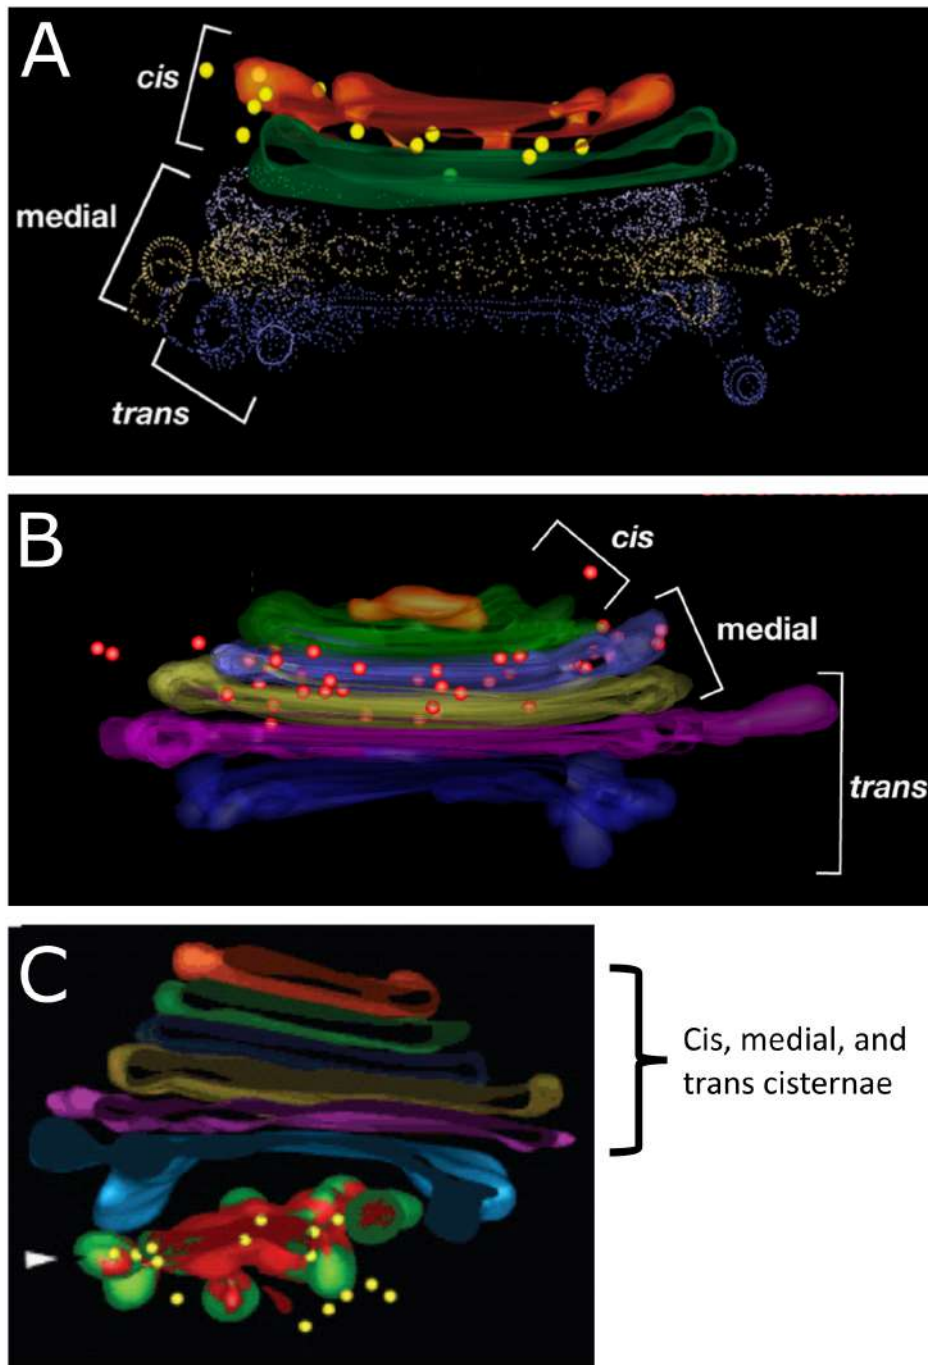 A
cis
medial
trans
B
cis
medial
trans
C
Cis, medial, and
trans cisternae